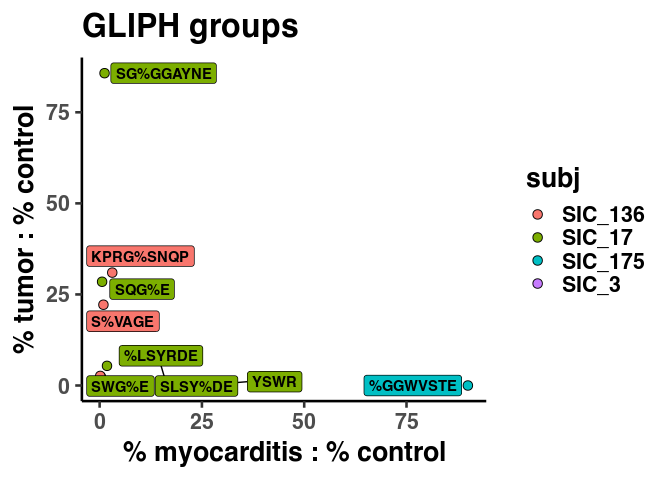 GLIPH groups
% tumor : % control
75
50
25
0
SG%GGAYNE
KPRG%SNQP
SQG%E
S%VAGE
%LSYRDE
SWG%E
SLSY%DE
YSWR
%GGWVSTE
0
25
50
75
% myocarditis : % control
subj
SIC_136
SIC_17
SIC_175
SIC_3